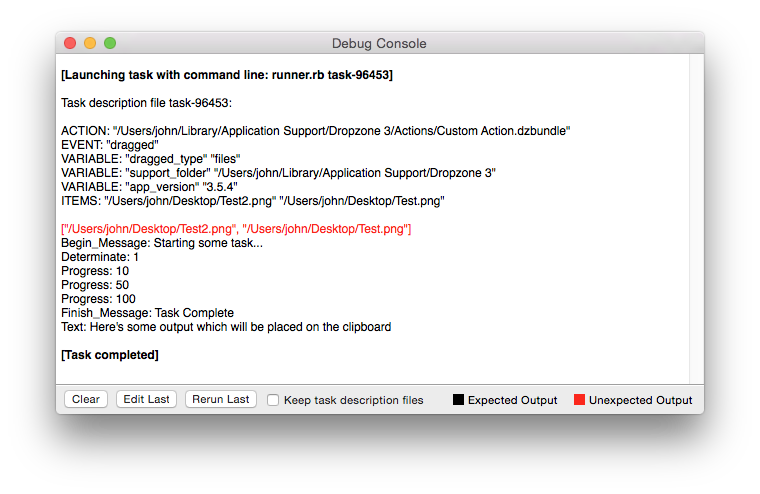 Debug Console
[Launching task with command line: runner.rb task-96453]
Task description file task-96453:
ACTION: "/Users/john/Library/Application Support/Dropzone 3/Actions/Custom Action.dzbundle"
EVENT: "dragged"
VARIABLE: "dragged_type" "files"
VARIABLE: "support_folder" "/Users/john/Library/Application Support/Dropzone 3"
VARIABLE: "app_version" "3.5.4"
ITEMS: "/Users/john/Desktop/Test2.png" "/Users/john/Desktop/Test.png"
["/Users/john/Desktop/Test2.png", "/Users/john/Desktop/Test.png"]
Begin_Message: Starting some task...
Determinate: 1
Progress: 10
Progress: 50
Progress: 100
Finish_Message: Task Complete
Text: Here's some output which will be placed on the clipboard
[Task completed]
Clear Edit Last Rerun Last Keep task description files Expected Output Unexpected Output